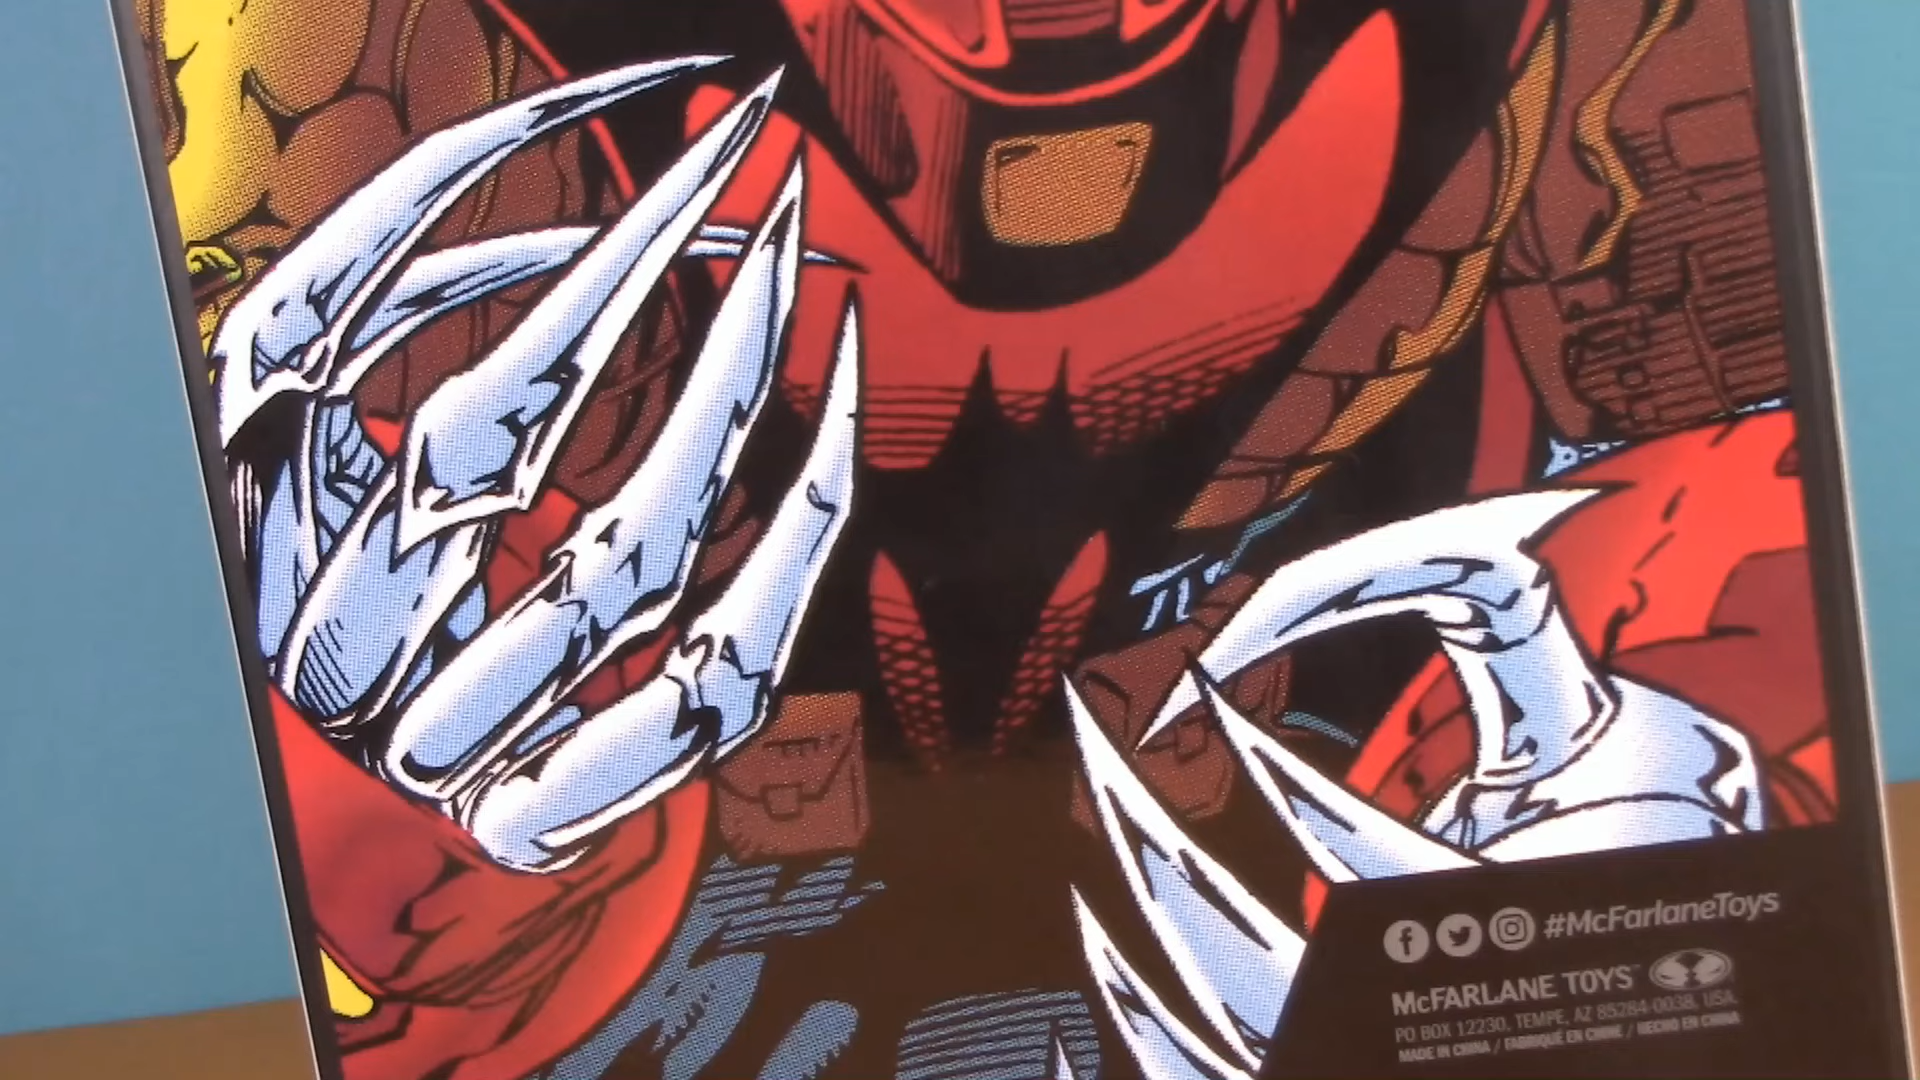 #McFarlaneToys
McFARLANE TOYS™
PO BOX 12230, TEMPE, AZ 85284-0038, USA.
MADE IN CHINA / FABRIQUÉ EN CHINE / HECHO EN CHINA